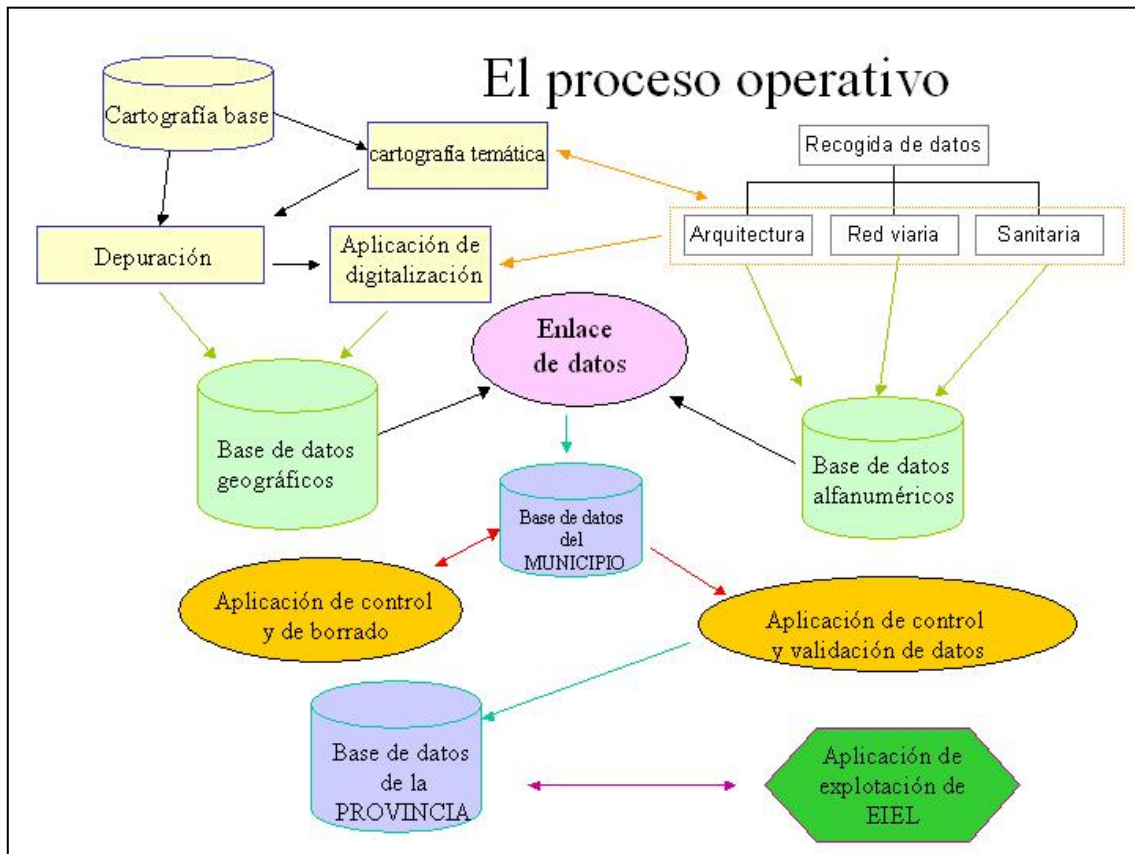 El proceso operativo
Cartografía base
cartografía temática
Recogida de datos
Arquitectura
Red viaria
Sanitaria
Depuración
Aplicación de
digitalización
Enlace
de datos
Base de datos
geográficos
Base de datos
alfanuméricos
Base de datos
del
MUNICIPIO
Aplicación de control
y de borrado
Aplicación de control
y validación de datos
Base de datos
de la
PROVINCIA
Aplicación de
explotación de
EIEL